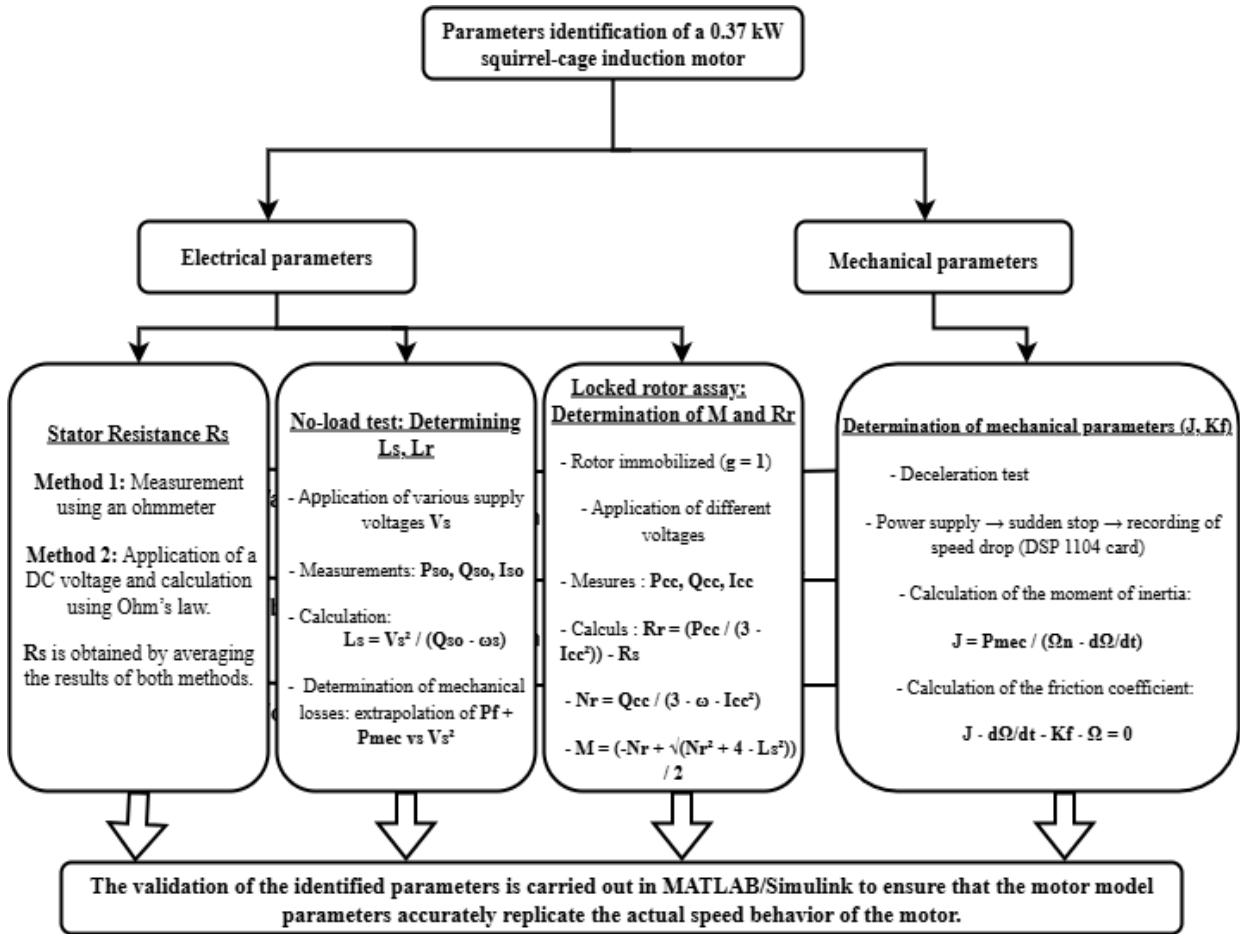 Parameters identification of a 0.37 kW
squirrel-cage induction motor
Electrical parameters
Mechanical parameters
Stator Resistance Rs
Method 1: Measurement
using an ohmmeter
Method 2: Application of a
DC voltage and calculation
using Ohm's law.
Rs is obtained by averaging
the results of both methods.
No-load test: Determining
Ls, Lr
- Application of various supply
voltages Vs
- Measurements: Pso, Qso, Iso
- Calculation:
Ls = Vs² / (Qso - ωs)
- Determination of mechanical
losses: extrapolation of Pf +
Pmec vs Vs²
Locked rotor assay:
Determination of M and Rr
- Rotor immobilized (g = 1)
- Application of different
voltages
- Mesures : Pcc, Qcc, Icc
- Calculs : Rr = (Pcc / (3 -
Icc²)) - Rs
- Nr = Qcc / (3 - ω - Icc²)
- M = (-Nr + √(Nr² + 4 - Ls²))
/ 2
Determination of mechanical parameters (J, Kf)
- Deceleration test
- Power supply → sudden stop → recording of
speed drop (DSP 1104 card)
- Calculation of the moment of inertia:
J = Pmec / (Ωn - dΩ/dt)
- Calculation of the friction coefficient:
J - dΩ/dt - Kf - Ω = 0
The validation of the identified parameters is carried out in MATLAB/Simulink to ensure that the motor model
parameters accurately replicate the actual speed behavior of the motor.